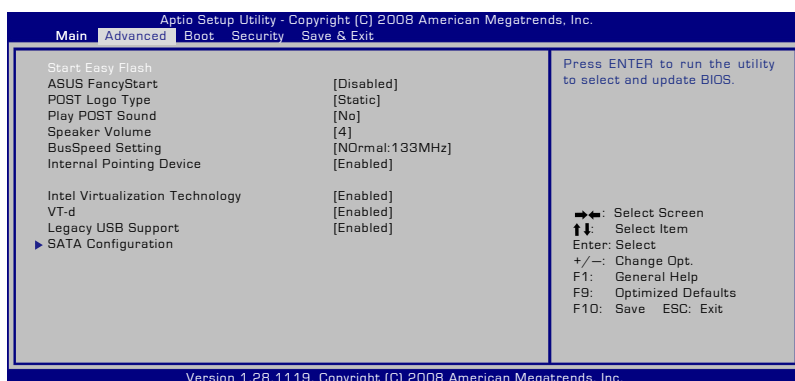 Aptio Setup Utility - Copyright (C) 2008 American Megatrends, Inc.
Main Advanced Boot Security Save & Exit
Start Easy Flash
ASUS FancyStart [Disabled]
POST Logo Type [Static]
Play POST Sound [No]
Speaker Volume [4]
BusSpeed Setting [NOrmal:133MHz]
Internal Pointing Device [Enabled]
Intel Virtualization Technology [Enabled]
VT-d [Enabled]
Legacy USB Support [Enabled]
SATA Configuration
Press ENTER to run the utility
to select and update BIOS.
→←: Select Screen
↑↓: Select Item
Enter: Select
+/—: Change Opt.
F1: General Help
F9: Optimized Defaults
F10: Save ESC: Exit
Version 1.28.1119. Copyright (C) 2008 American Megatrends, Inc.